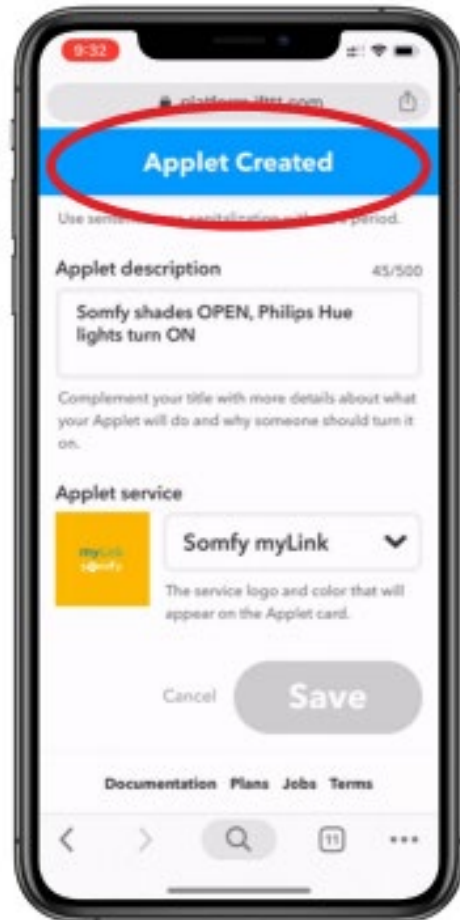 9:32
platform.ifttt.com
Applet Created
Use sentence case capitalization period.
Applet description 45/500
Somfy shades OPEN, Philips Hue
lights turn ON
Complement your title with more details about what
your Applet will do and why someone should turn it
on.
Applet service
myLink
somfy
Somfy myLink
The service logo and color that will
appear on the Applet card.
Cancel Save
Documentation Plans Jobs Terms
11